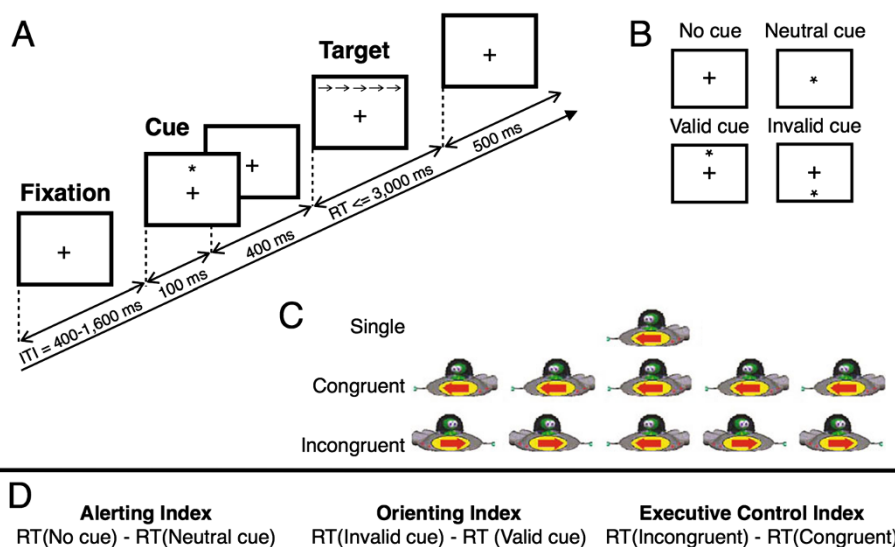 A
Fixation
Cue
Target
ITI = 400-1,600 ms
100 ms
400 ms
RT <= 3,000 ms
500 ms
B
No cue
Neutral cue
Valid cue
Invalid cue
C
Single
Congruent
Incongruent
D
Alerting Index
RT(No cue) - RT(Neutral cue)
Orienting Index
RT(Invalid cue) - RT (Valid cue)
Executive Control Index
RT(Incongruent) - RT(Congruent)